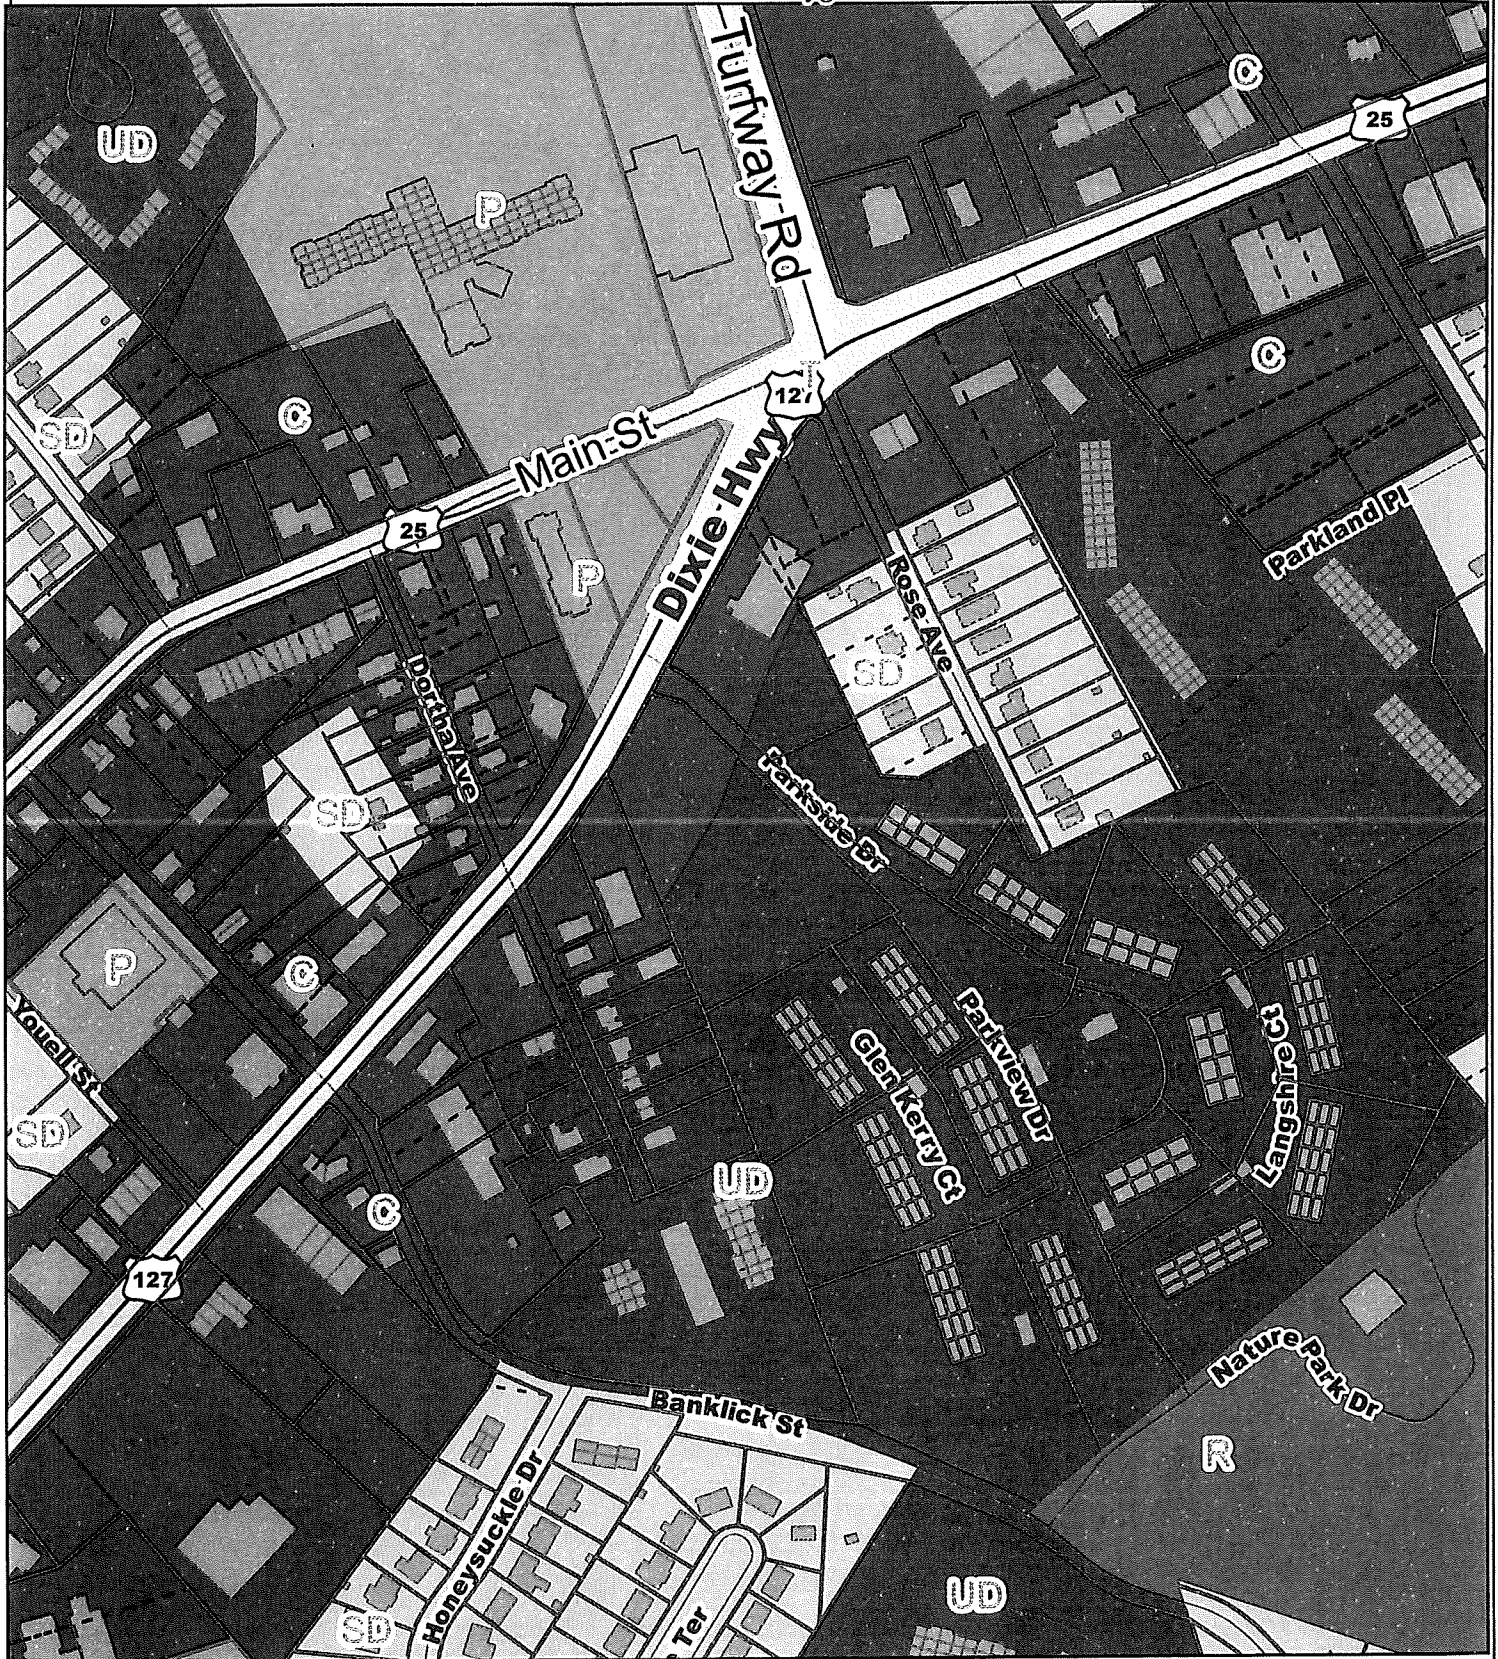 Turfway Rd
C
25
UD
P
127
C
C
SD
Main St
25
Dixie Hwy
Parkland Pl
P
Rose Ave
SD
Dortha Ave
SD
Parkside Dr
P
C
Youell St
Glen Kerry Ct
Parkview Dr
Langshire Ct
SD
UD
C
127
Nature Park Dr
Banklick St
R
Honeysuckle Dr
UD
SD
Ter